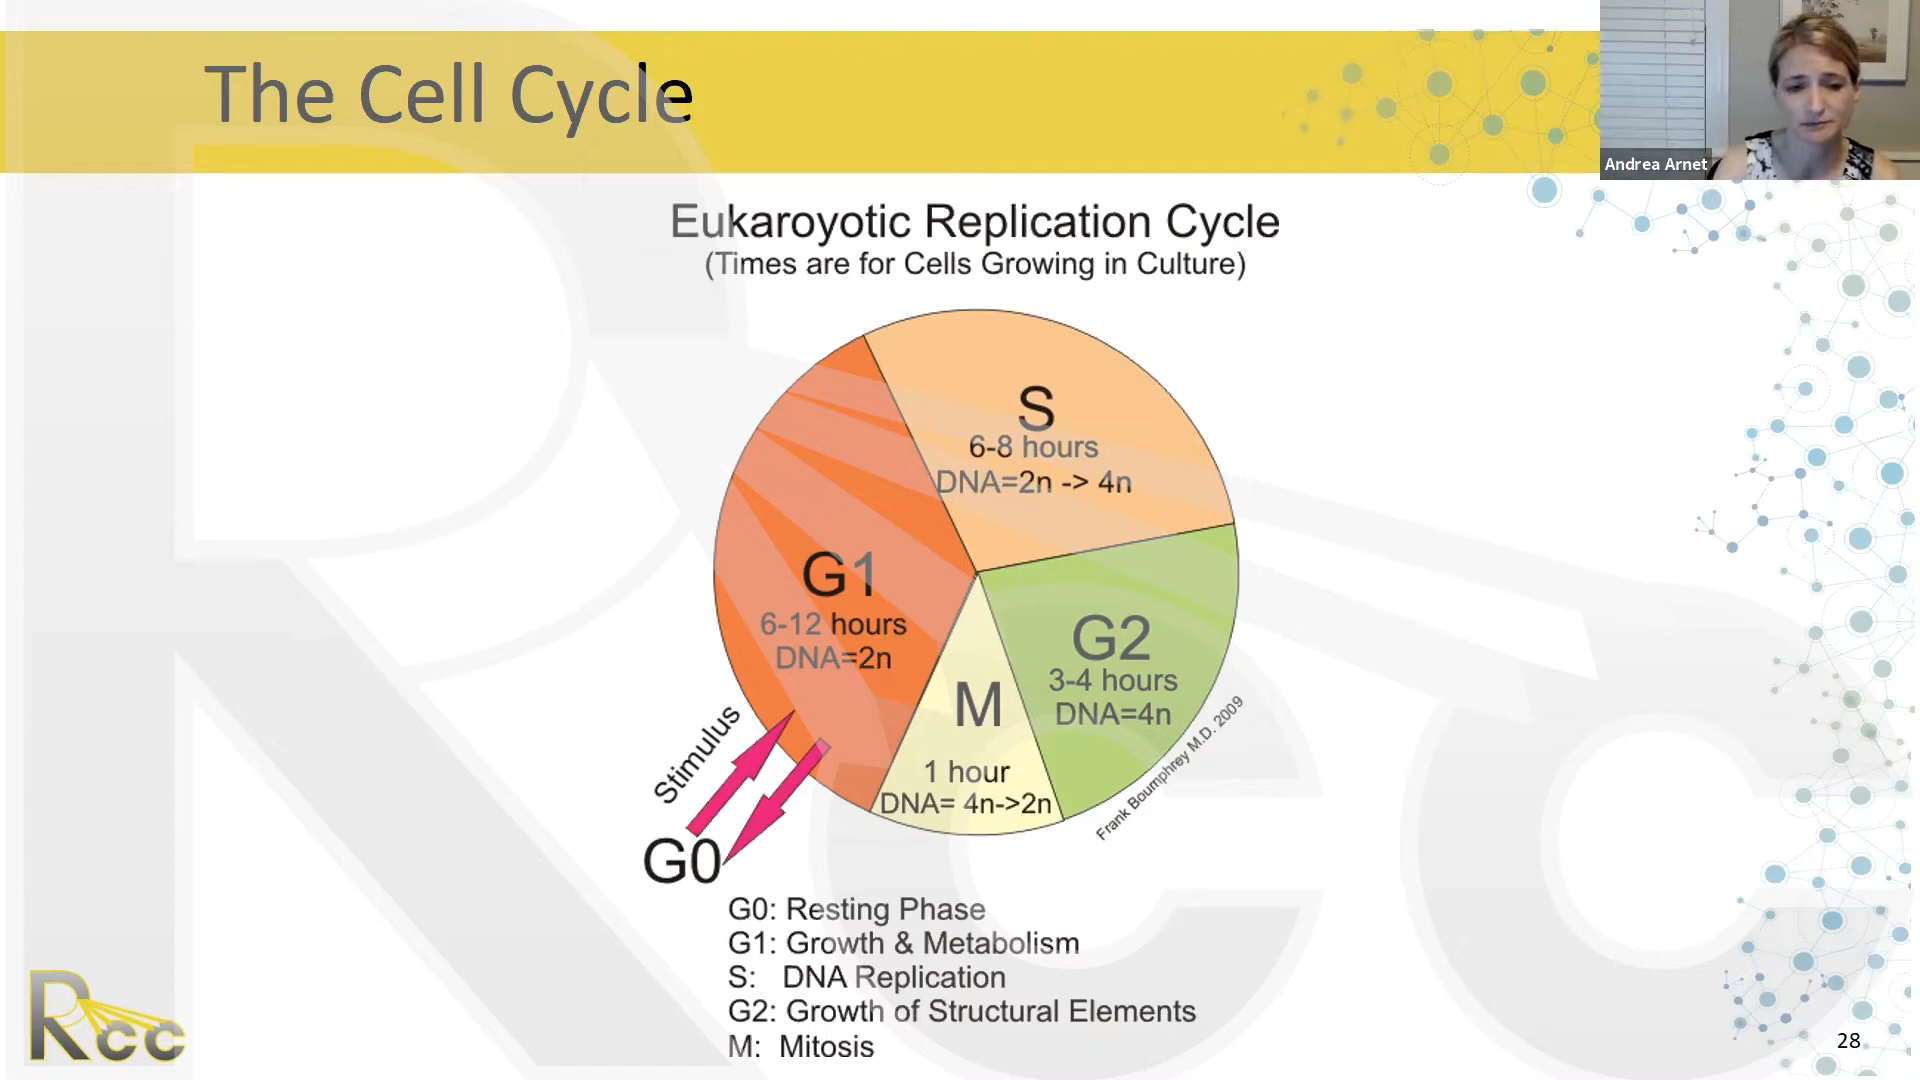 The Cell Cycle
Andrea Arnet
Eukaroyotic Replication Cycle
(Times are for Cells Growing in Culture)
S
6-8 hours
DNA=2n -> 4n
G1
6-12 hours
DNA=2n
G2
3-4 hours
DNA=4n
M
1 hour
DNA= 4n->2n
Stimulus
G0
Frank Boumphrey M.D. 2009
G0: Resting Phase
G1: Growth & Metabolism
S: DNA Replication
G2: Growth of Structural Elements
M: Mitosis
Rcc
28